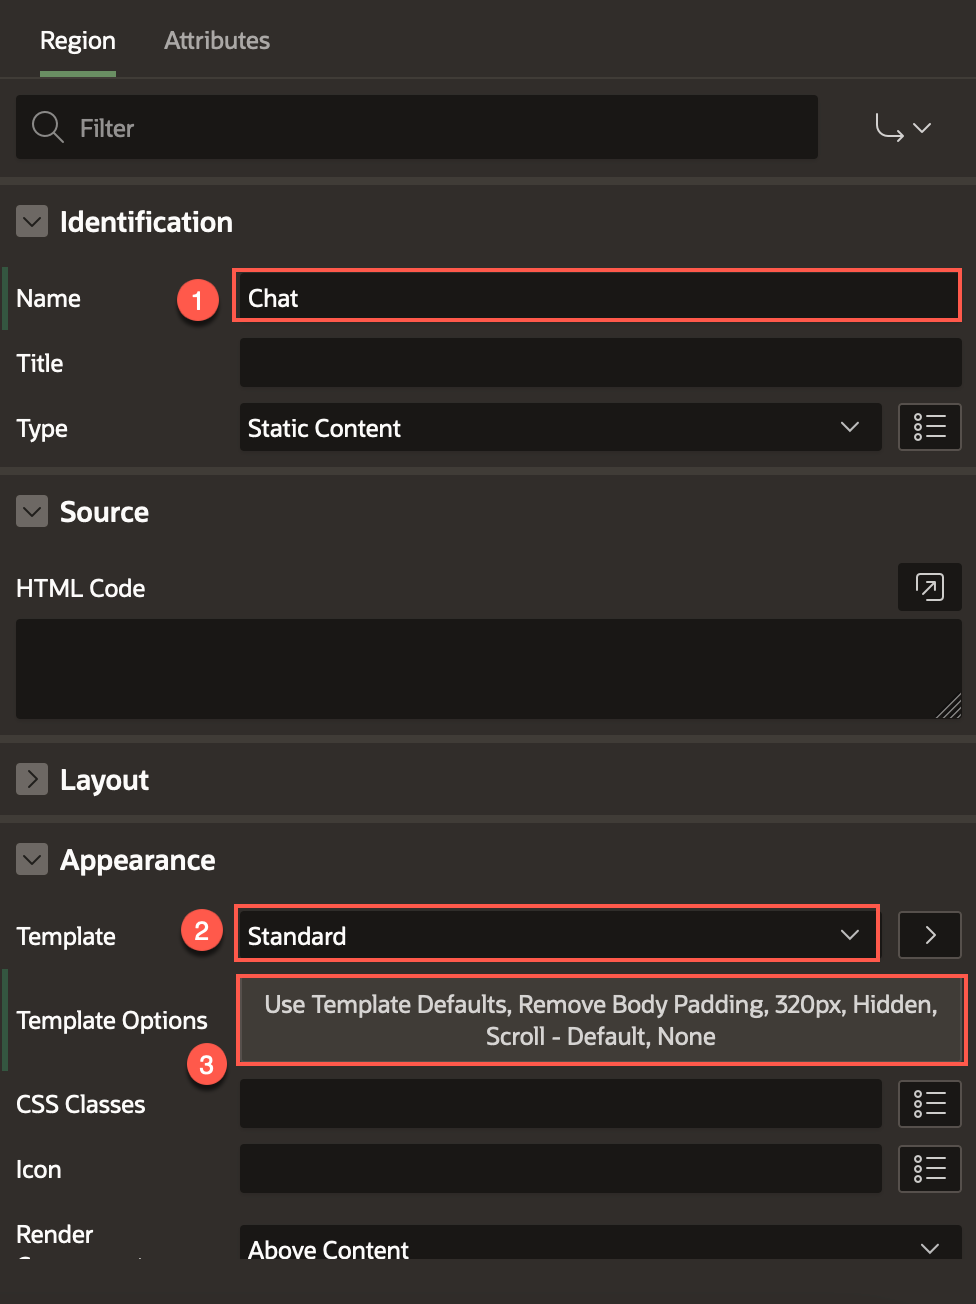 Region Attributes
Filter
Identification
Name 1 Chat
Title
Type Static Content
Source
HTML Code
Layout
Appearance
Template 2 Standard
Template Options 3 Use Template Defaults, Remove Body Padding, 320px, Hidden,
Scroll - Default, None
CSS Classes
Icon
Render Above Content